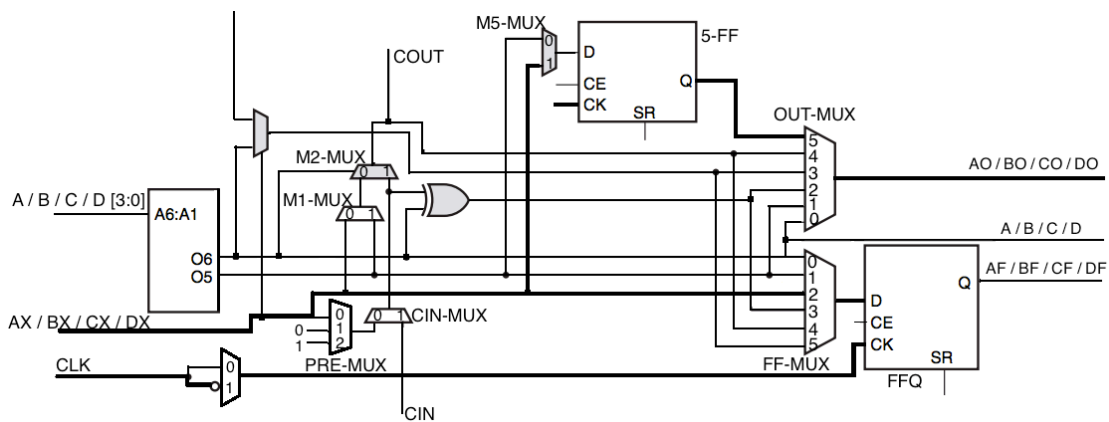 M5-MUX
0
1
5-FF
D
CE
CK
Q
SR
COUT
OUT-MUX
5
4
3
2
1
0
AO / BO / CO / DO
M2-MUX
0 1
M1-MUX
0 1
A / B / C / D [3:0]
A6:A1
O6
O5
A / B / C / D
0
1
2
3
4
5
FF-MUX
D
CE
CK
Q
SR
FFQ
AF / BF / CF / DF
AX / BX / CX / DX
0
1
2
0
1
PRE-MUX
0 1
CIN-MUX
CLK
0
1
CIN